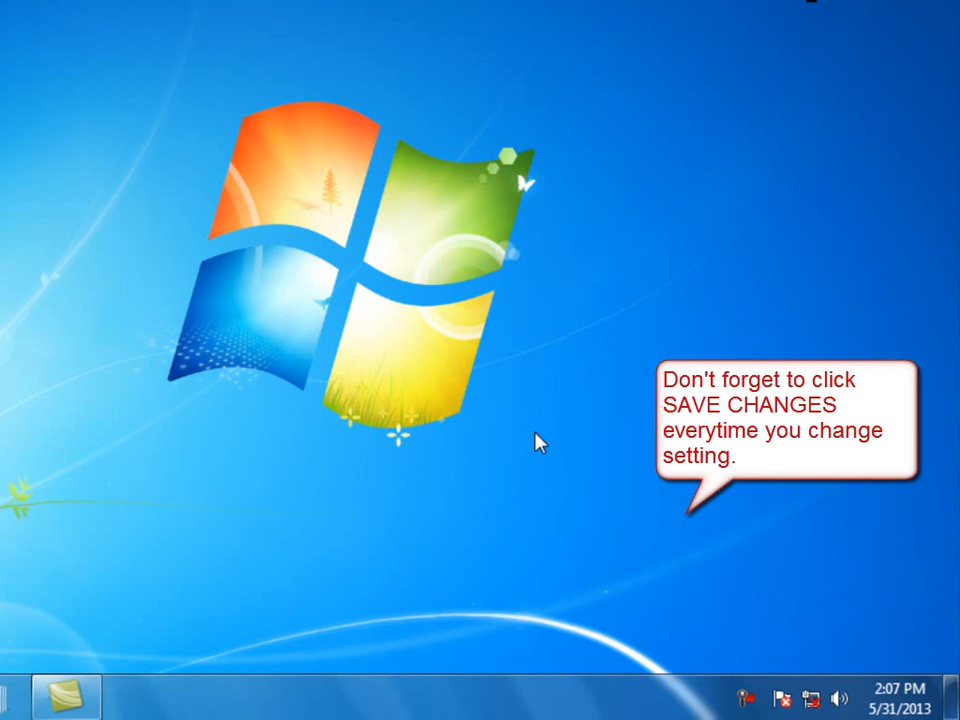 Don't forget to click
SAVE CHANGES
everytime you change
setting.
2:07 PM
5/31/2013